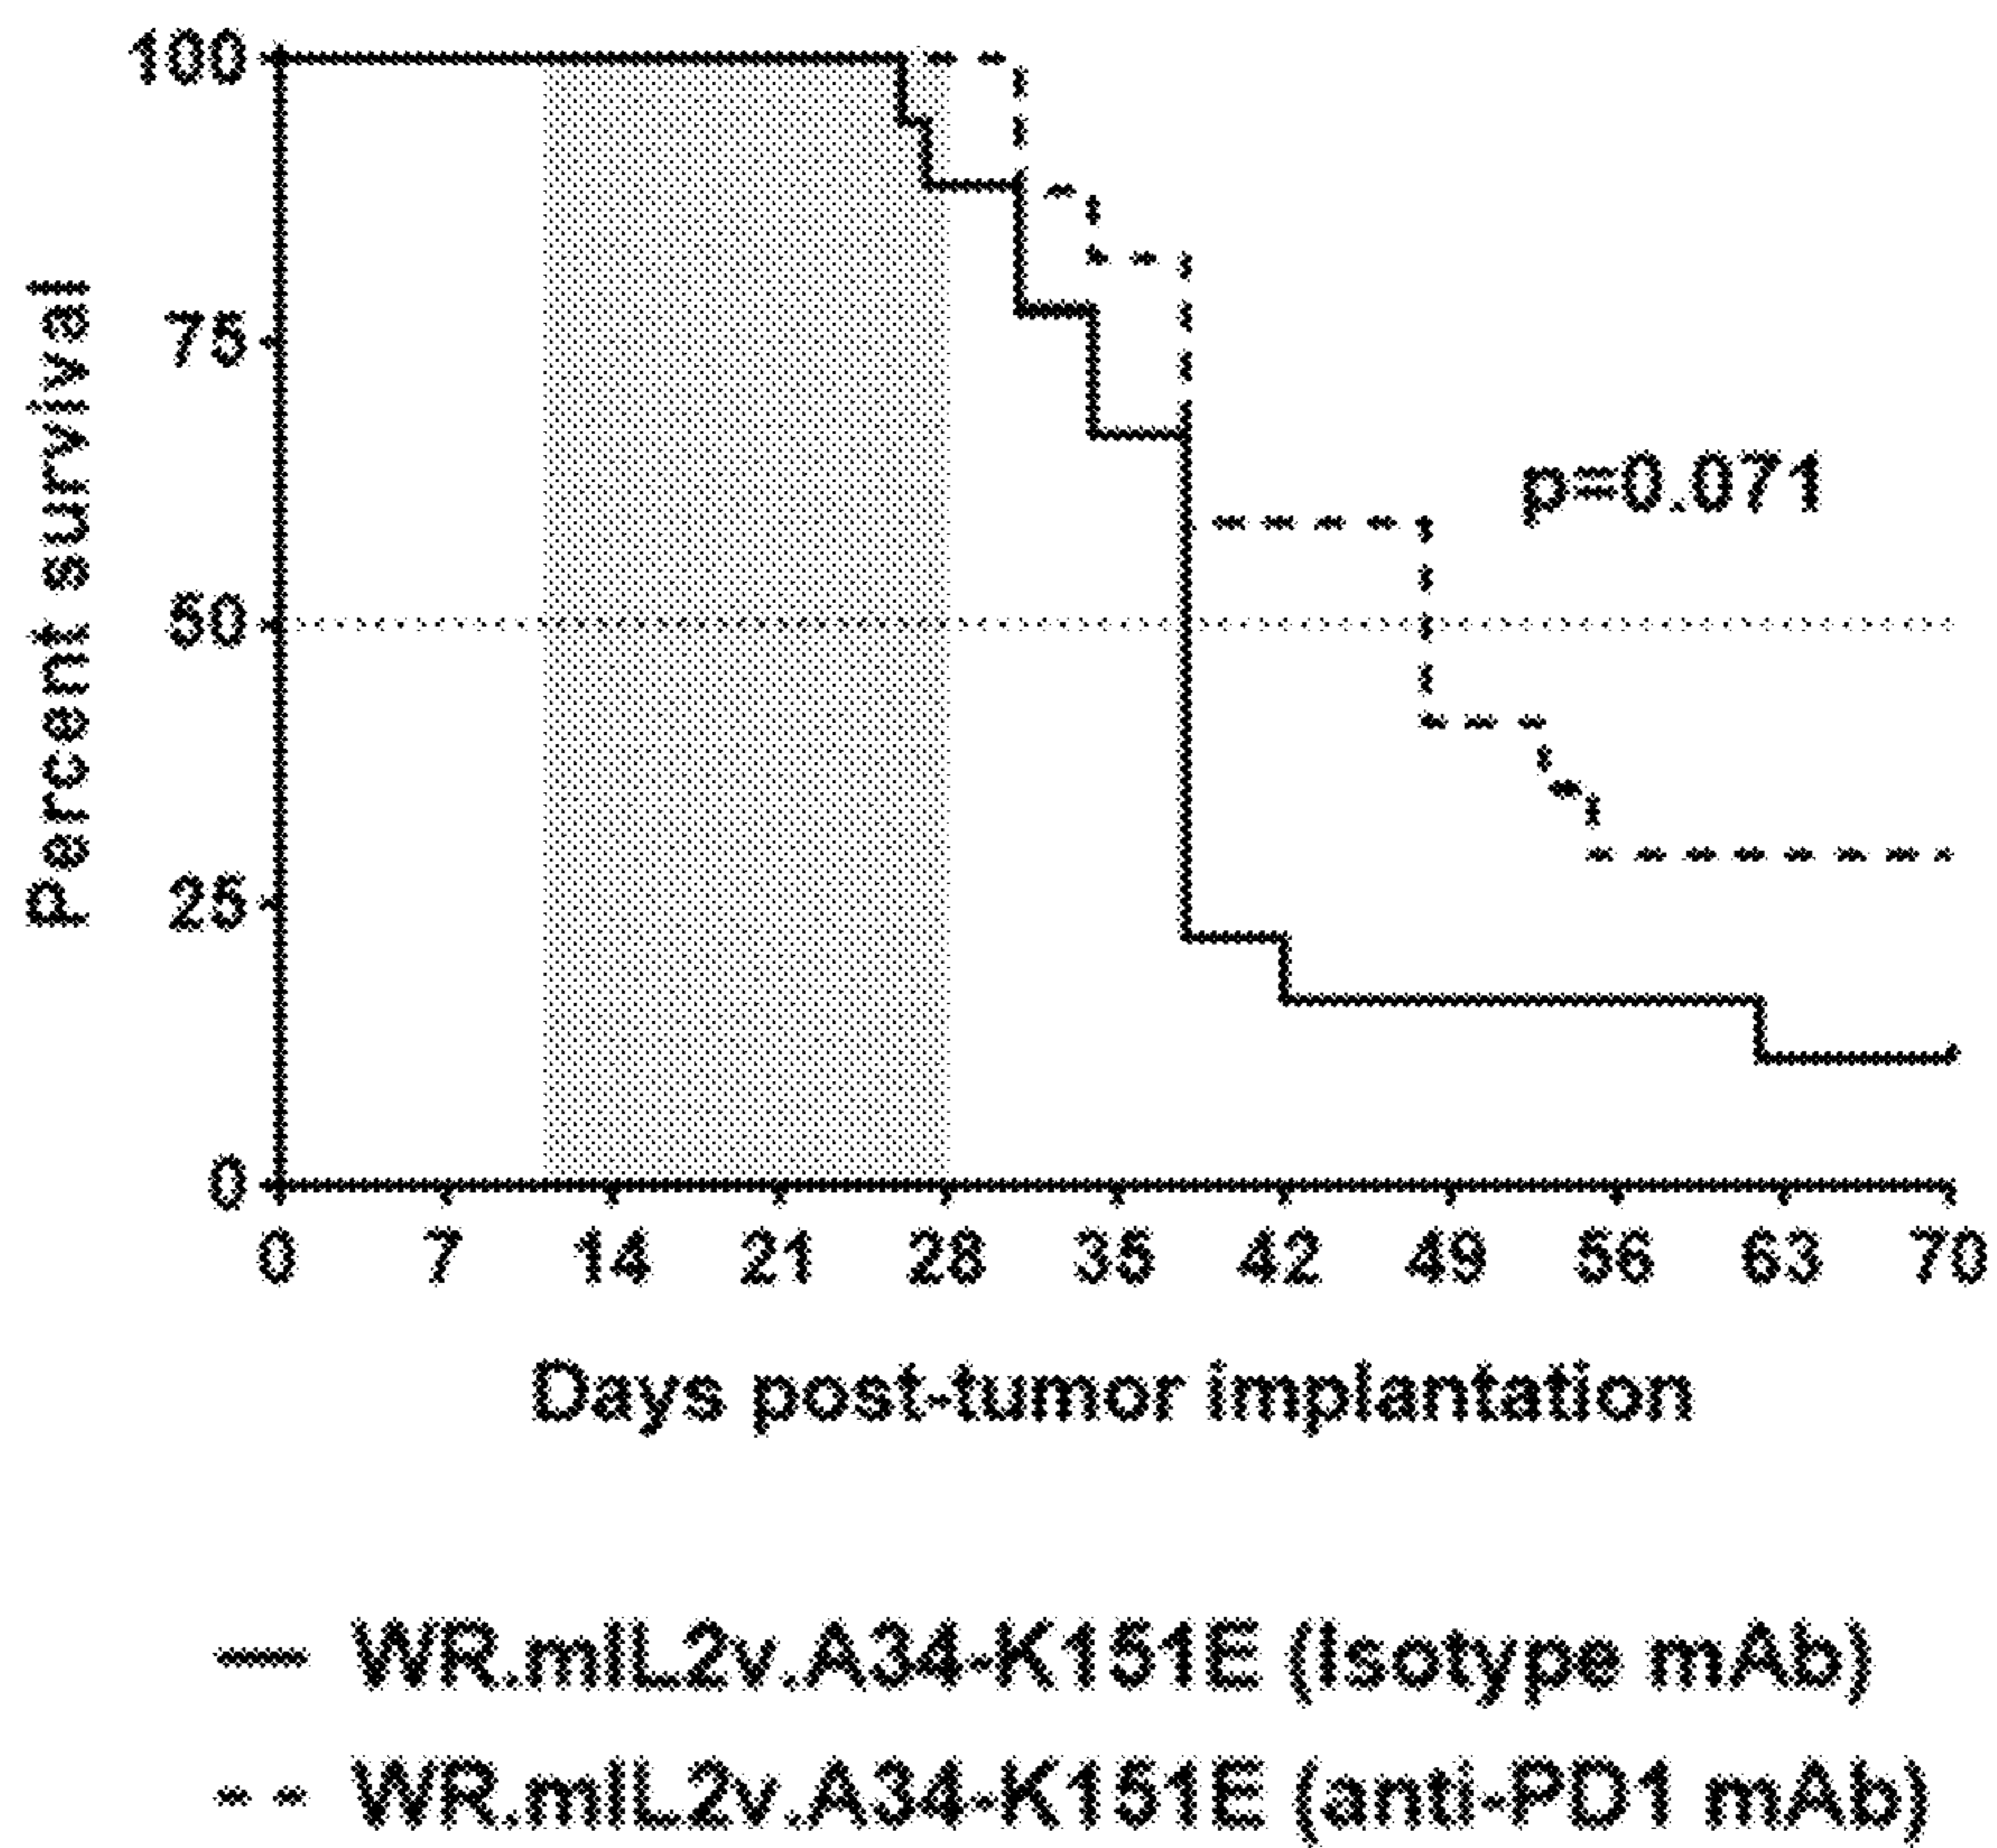 100
75
50
25
0
Percent survival
p=0.071
0 7 14 21 28 35 42 49 56 63 70
Days post-tumor implantation
WR.mIL2v.A34-K151E (Isotype mAb)
WR.mIL2v.A34-K151E (anti-PD1 mAb)